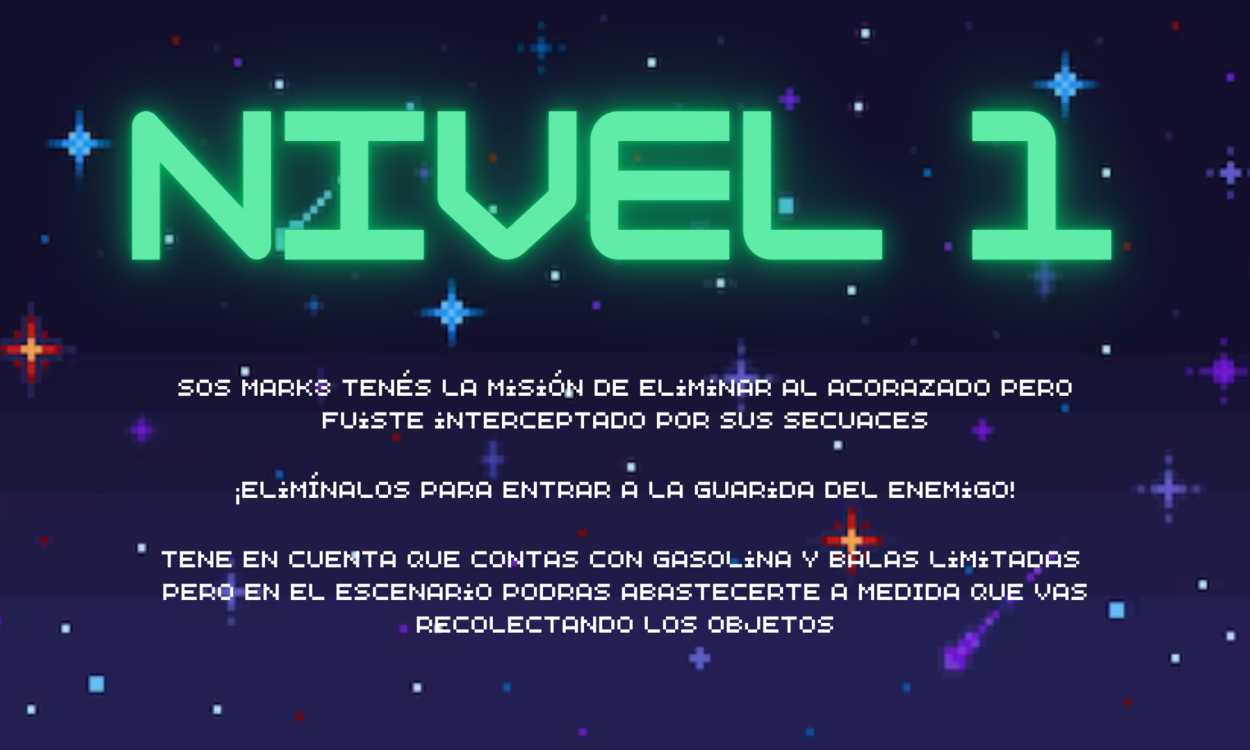 NIVEL 1
SOS MARKS TENÉS LA MiSiÓN DE ELiMiNAR AL ACORAZADO PERO
FUiSTE iNTERCEPTADO POR SUS SECUACES
¡ELiMÍNALOS PARA ENTRAR A LA GUARiDA DEL ENEMiGO!
TENE EN CUENTA QUE CONTAS CON GASOLiNA Y BALAS LiMiTADAS
PERO EN EL ESCENARiO PODRAS ABASTECERTE A MEDIDA QUE VAS
RECOLECTANDO LOS OBJETOS